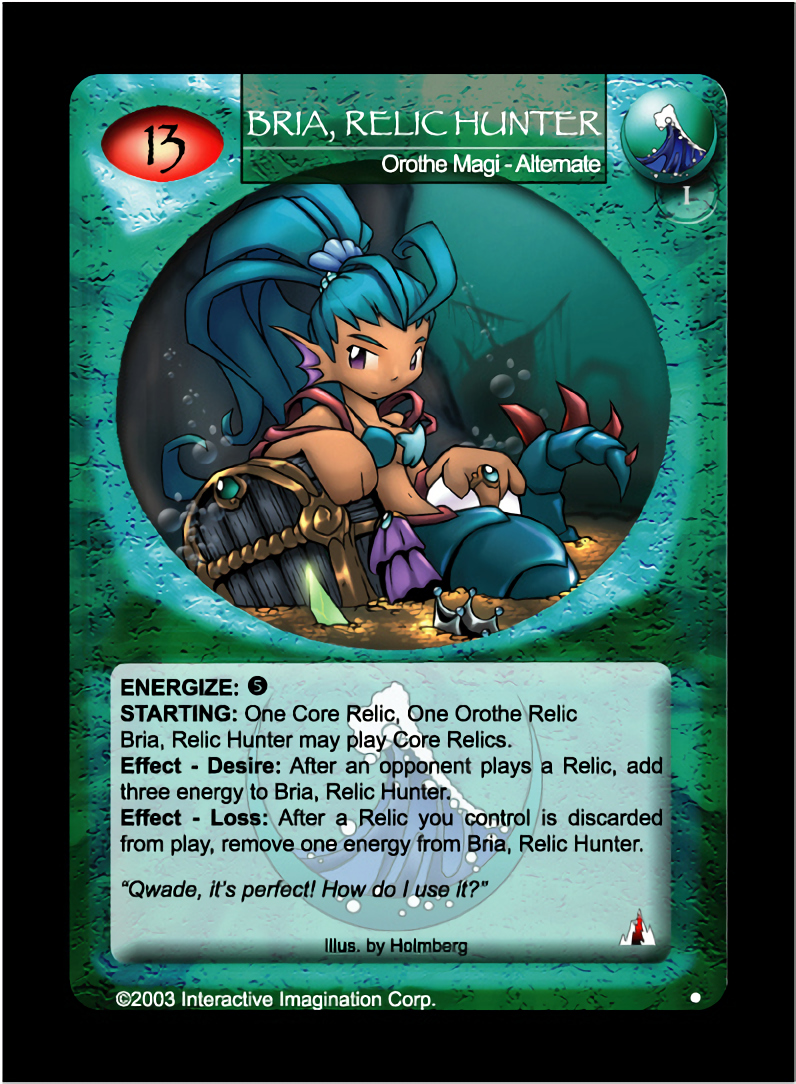 13
BRIA, RELIC HUNTER
Orothe Magi - Alternate
I
ENERGIZE: ❺
STARTING: One Core Relic, One Orothe Relic
Bria, Relic Hunter may play Core Relics.
Effect - Desire: After an opponent plays a Relic, add
three energy to Bria, Relic Hunter.
Effect - Loss: After a Relic you control is discarded
from play, remove one energy from Bria, Relic Hunter.
“Qwade, it’s perfect! How do I use it?”
Illus. by Holmberg
©2003 Interactive Imagination Corp.